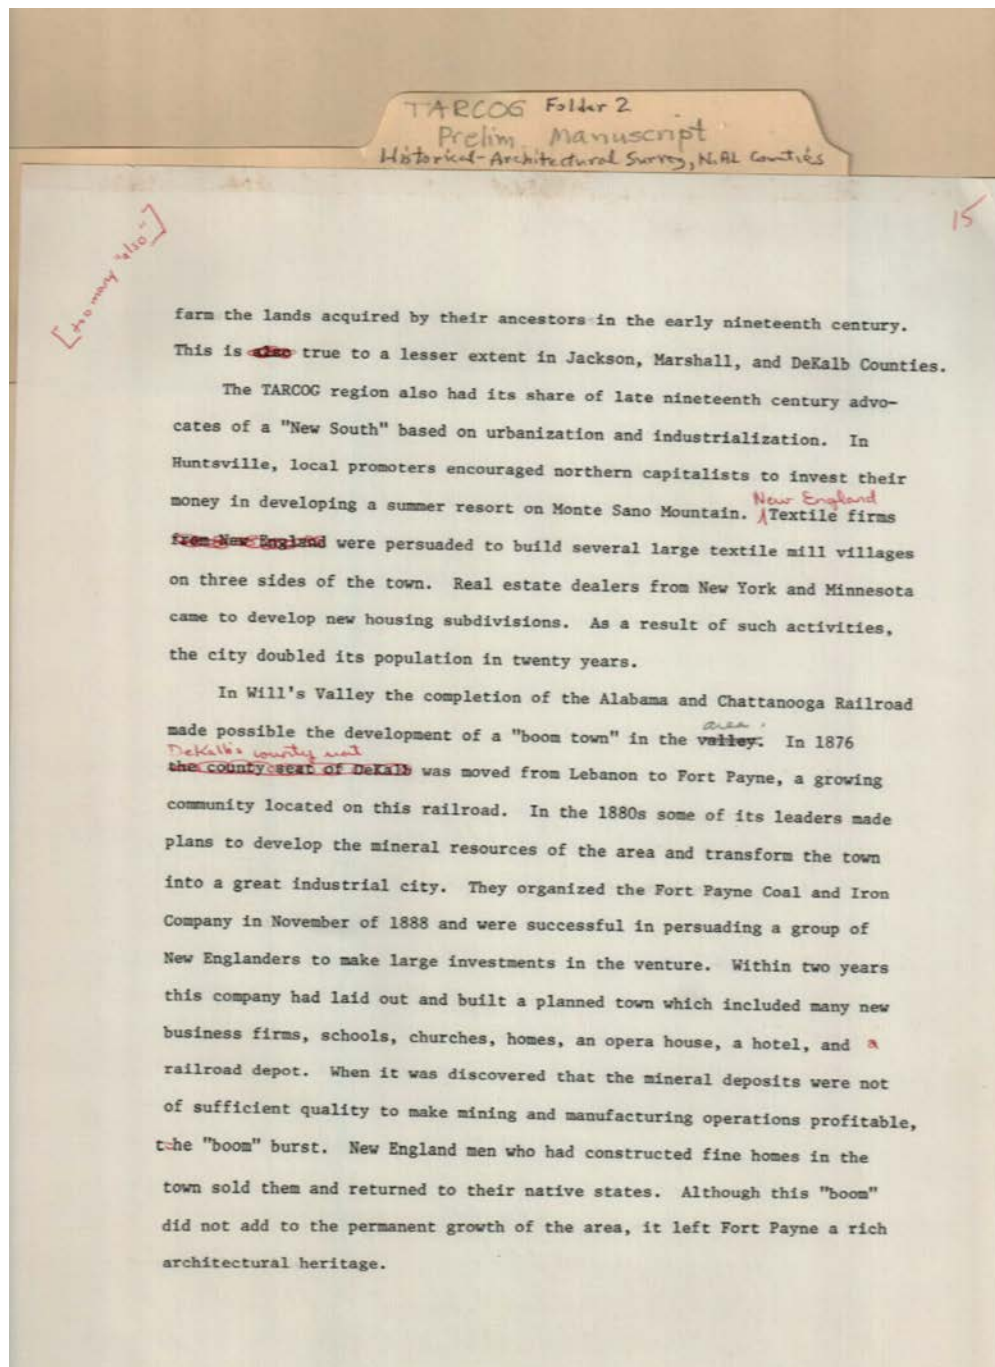 TARCOG Folder 2
Prelim Manuscript
Historical-Architectural Survey, N. AL Counties
15
[too many "also"]
farm the lands acquired by their ancestors in the early nineteenth century.
This is also true to a lesser extent in Jackson, Marshall, and DeKalb Counties.
The TARCOG region also had its share of late nineteenth century advo-
cates of a "New South" based on urbanization and industrialization. In
Huntsville, local promoters encouraged northern capitalists to invest their
New England
money in developing a summer resort on Monte Sano Mountain. Textile firms
from New England were persuaded to build several large textile mill villages
on three sides of the town. Real estate dealers from New York and Minnesota
came to develop new housing subdivisions. As a result of such activities,
the city doubled its population in twenty years.
In Will's Valley the completion of the Alabama and Chattanooga Railroad
area.
made possible the development of a "boom town" in the valley. In 1876
DeKalb's county seat
the county seat of DeKalb was moved from Lebanon to Fort Payne, a growing
community located on this railroad. In the 1880s some of its leaders made
plans to develop the mineral resources of the area and transform the town
into a great industrial city. They organized the Fort Payne Coal and Iron
Company in November of 1888 and were successful in persuading a group of
New Englanders to make large investments in the venture. Within two years
this company had laid out and built a planned town which included many new
business firms, schools, churches, homes, an opera house, a hotel, and a
railroad depot. When it was discovered that the mineral deposits were not
of sufficient quality to make mining and manufacturing operations profitable,
the "boom" burst. New England men who had constructed fine homes in the
town sold them and returned to their native states. Although this "boom"
did not add to the permanent growth of the area, it left Fort Payne a rich
architectural heritage.